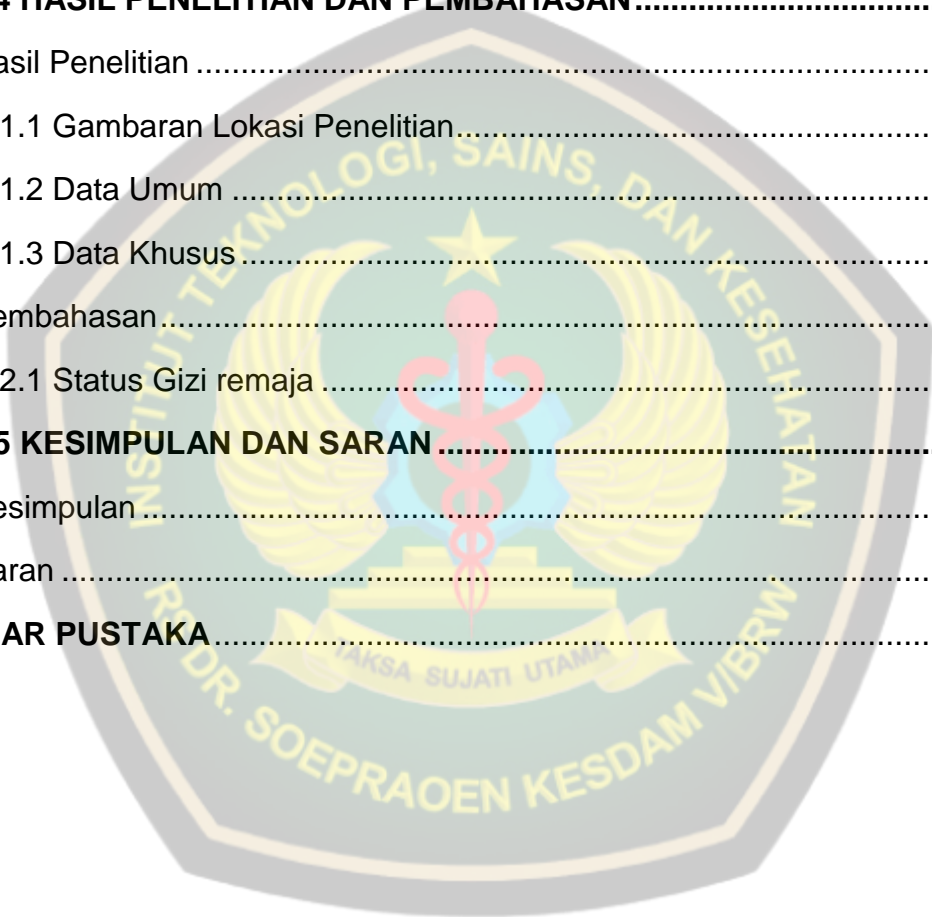 4 HASIL PENELITIAN DAN PEMBAHASAN................................
asil Penelitian ................................................................................
1.1 Gambaran Lokasi Penelitian....................................................
1.2 Data Umum ..............................................................................
1.3 Data Khusus.............................................................................
embahasan.....................................................................................
2.1 Status Gizi remaja ....................................................................
5 KESIMPULAN DAN SARAN.......................................................
esimpulan.......................................................................................
aran ................................................................................................
AR PUSTAKA................................................................................
INSTITUT TEKNOLOGI, SAINS, DAN KESEHATAN
TAKSA SUJATI UTAMA
RS DR. SOEPRAOEN KESDAM V/BRW